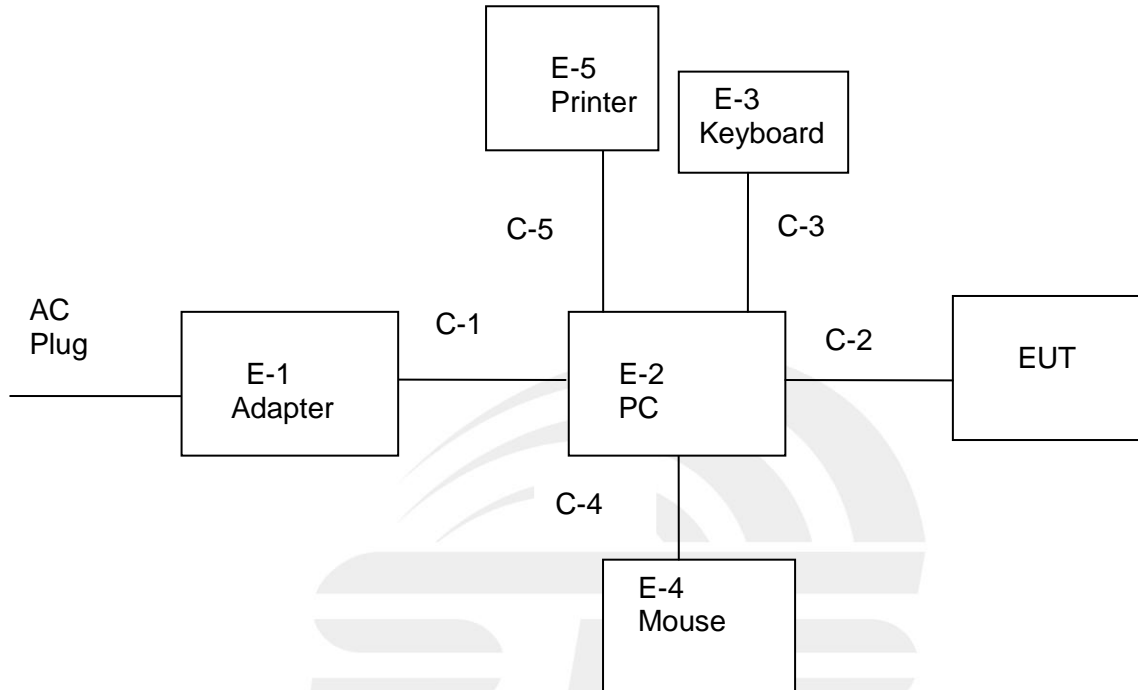 E-5
Printer
E-3
Keyboard
C-5
C-3
AC
Plug
C-1
C-2
E-1
Adapter
E-2
PC
EUT
C-4
E-4
Mouse